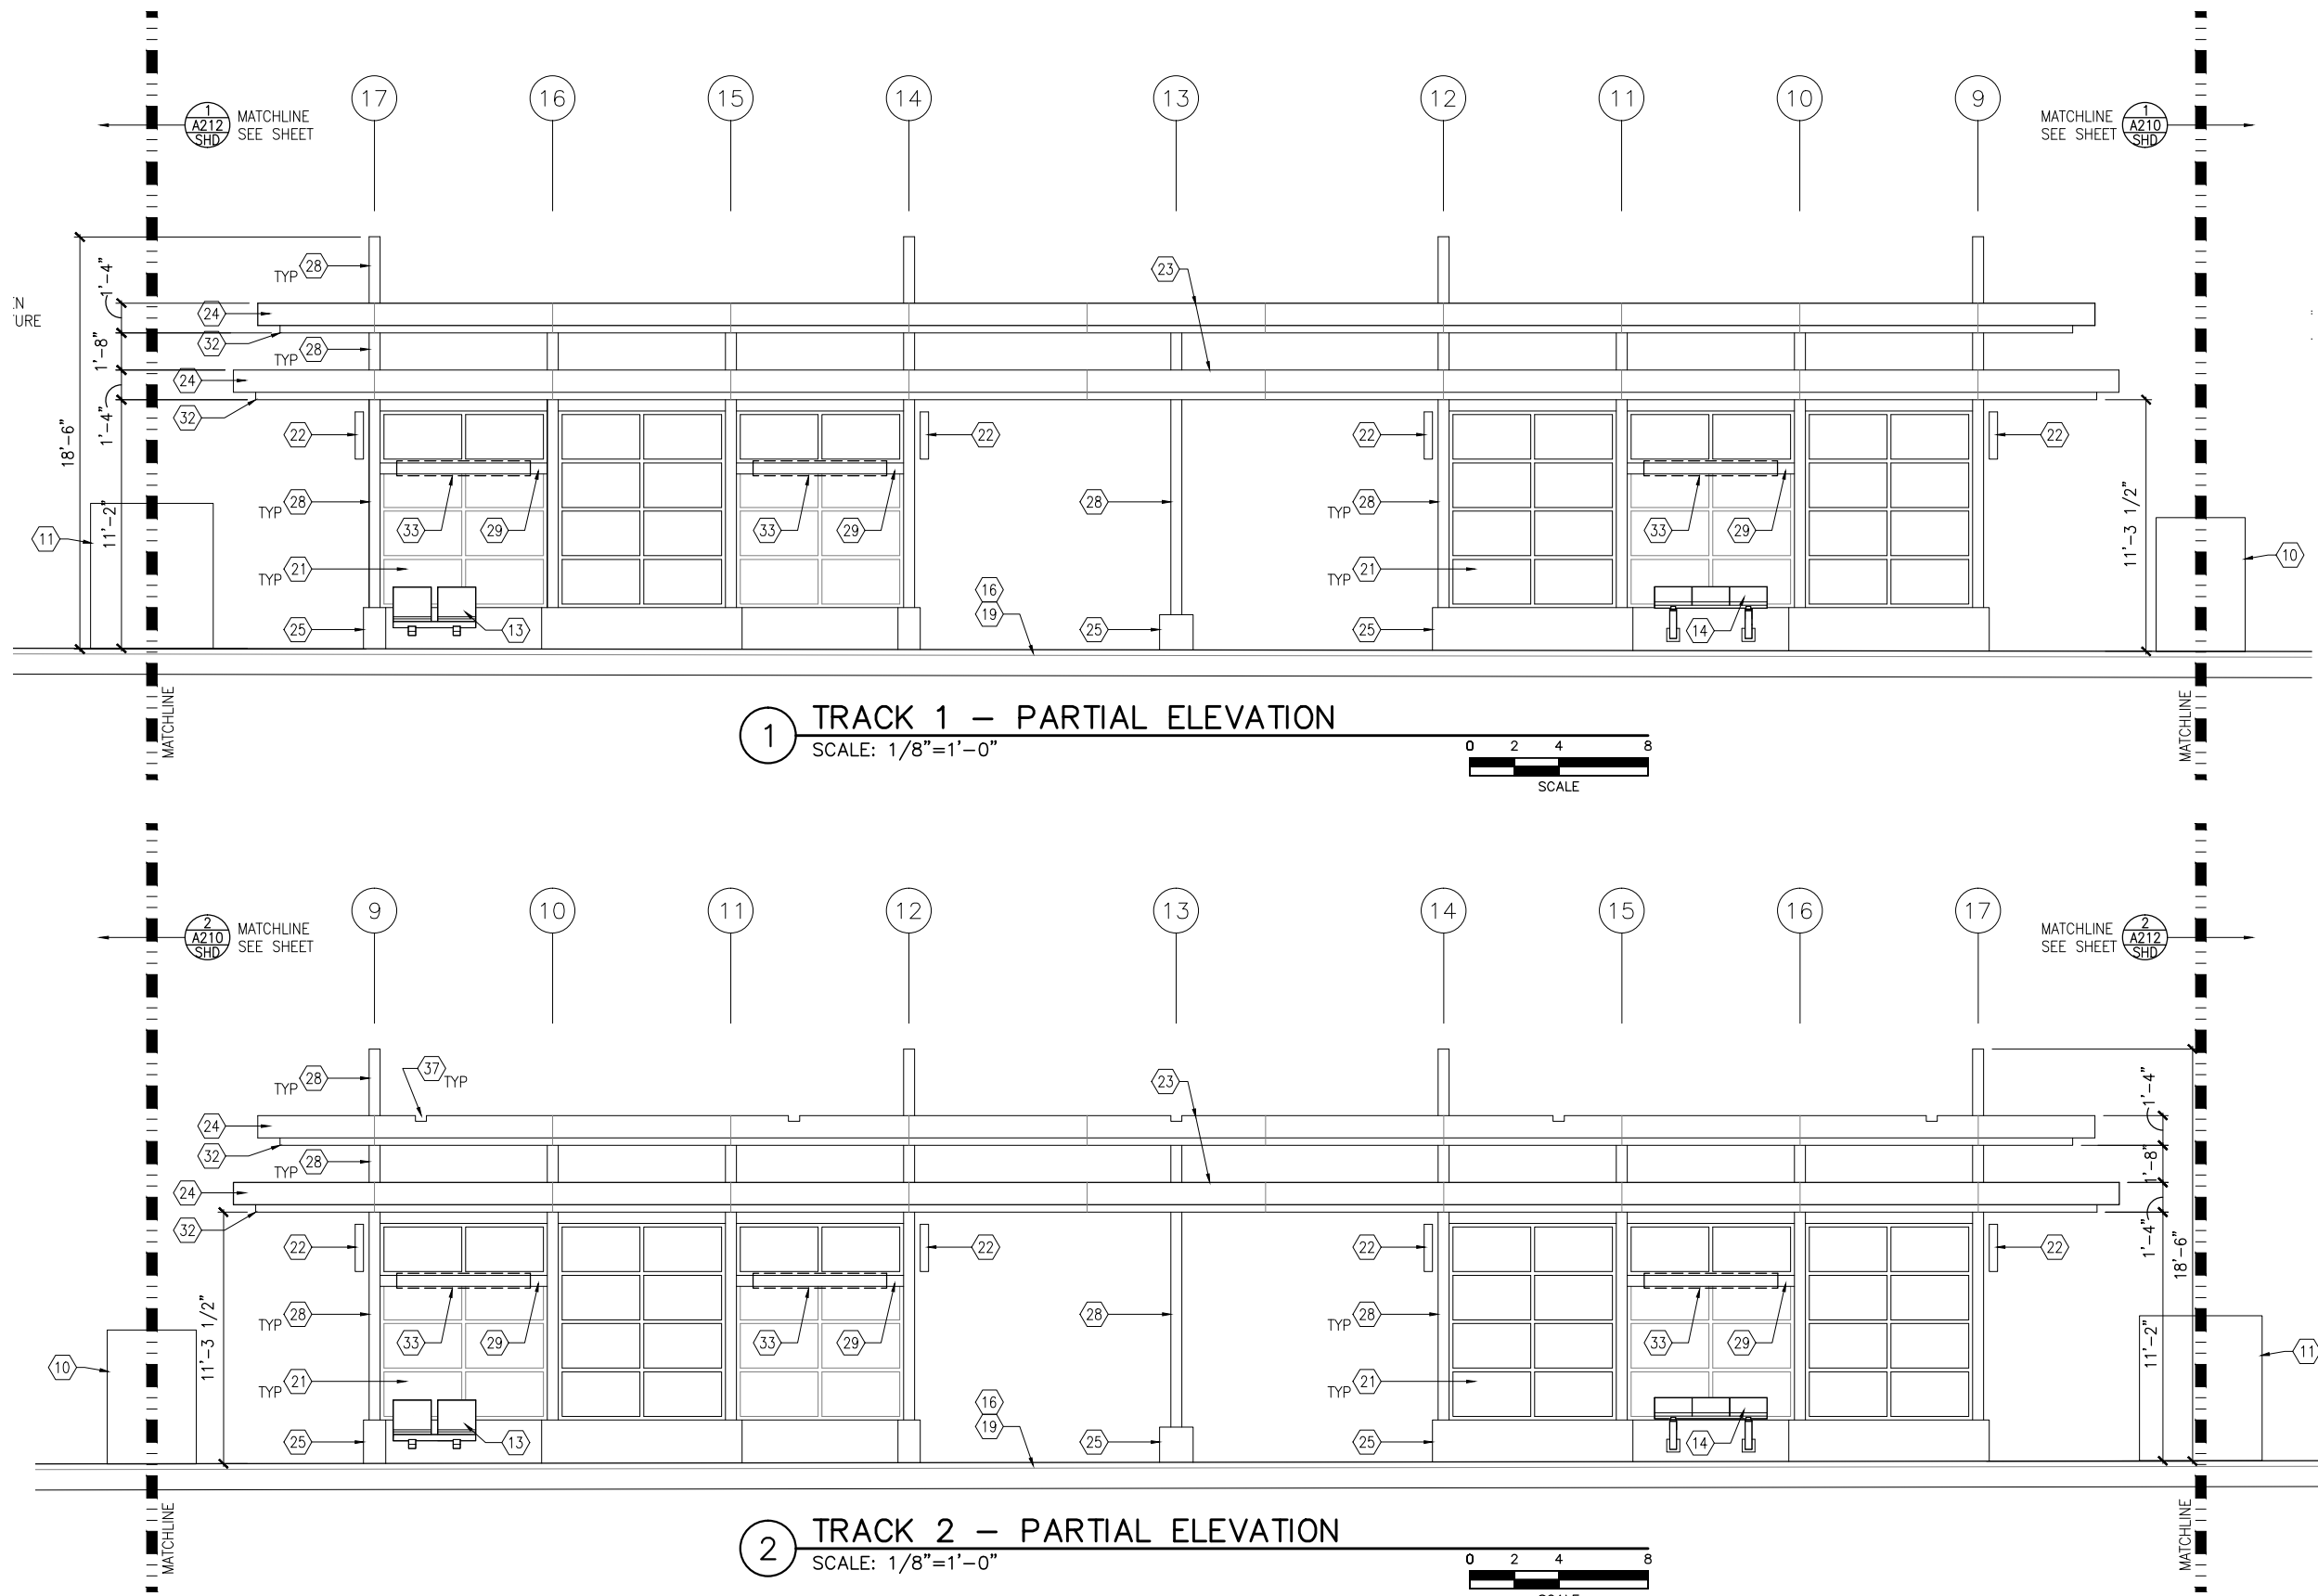 17 16 15 14 13 12 11 10 9
1
A212
SHD
MATCHLINE
SEE SHEET
MATCHLINE
SEE SHEET
1
A210
SHD
TYP 28
23
1'-4"
24
32
TYP 28
1'-8"
24
32
1'-4"
18'-6"
22 22 22 22
TYP 28
33 29 33 29
28
TYP 28
33 29
11'-2"
11'-3 1/2"
11
10
TYP 21
TYP 21
16
19
25 13 25 25 14
MATCHLINE
MATCHLINE
1
TRACK 1 – PARTIAL ELEVATION
SCALE: 1/8"=1'-0"
0 2 4 8
SCALE
9 10 11 12 13 14 15 16 17
2
A210
SHD
MATCHLINE
SEE SHEET
MATCHLINE
SEE SHEET
2
A212
SHD
TYP 28
37 TYP
23
1'-4"
24
32
TYP 28
1'-8"
24
32
1'-4"
18'-6"
22 22 22 22
TYP 28
33 29 33 29
28
TYP 28
33 29
11'-3 1/2"
11'-2"
10
11
TYP 21
TYP 21
16
19
25 13 25 25 14
MATCHLINE
MATCHLINE
2
TRACK 2 – PARTIAL ELEVATION
SCALE: 1/8"=1'-0"
0 2 4 8